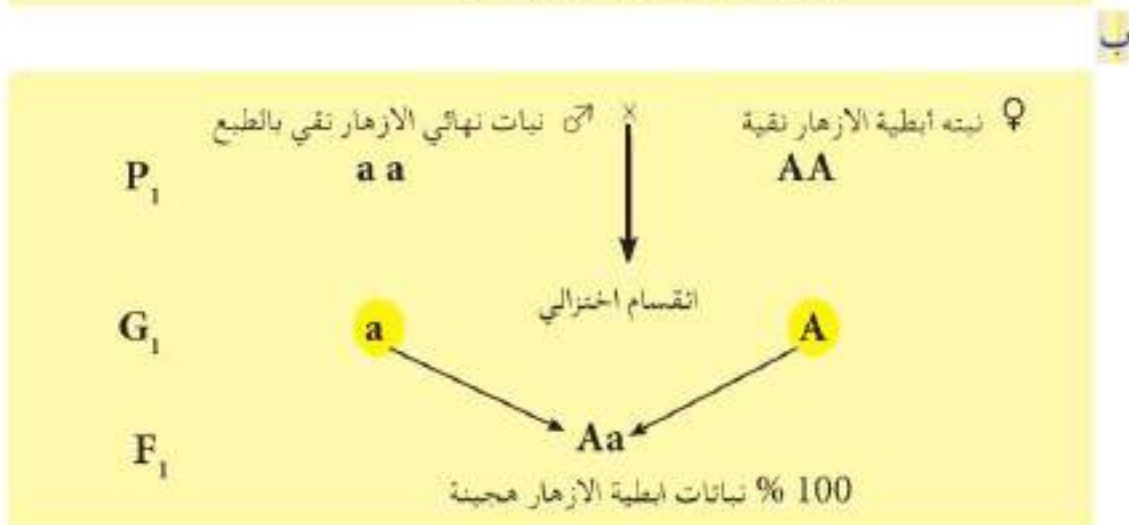 ب
♀ نبته أبطية الازهار نقية × ♂ نبات نهائي الازهار نقي بالطبع
P1 a a AA
انقسام اختزالي
G1 a A
F1 Aa
100 % نباتات ابطية الازهار هجينة